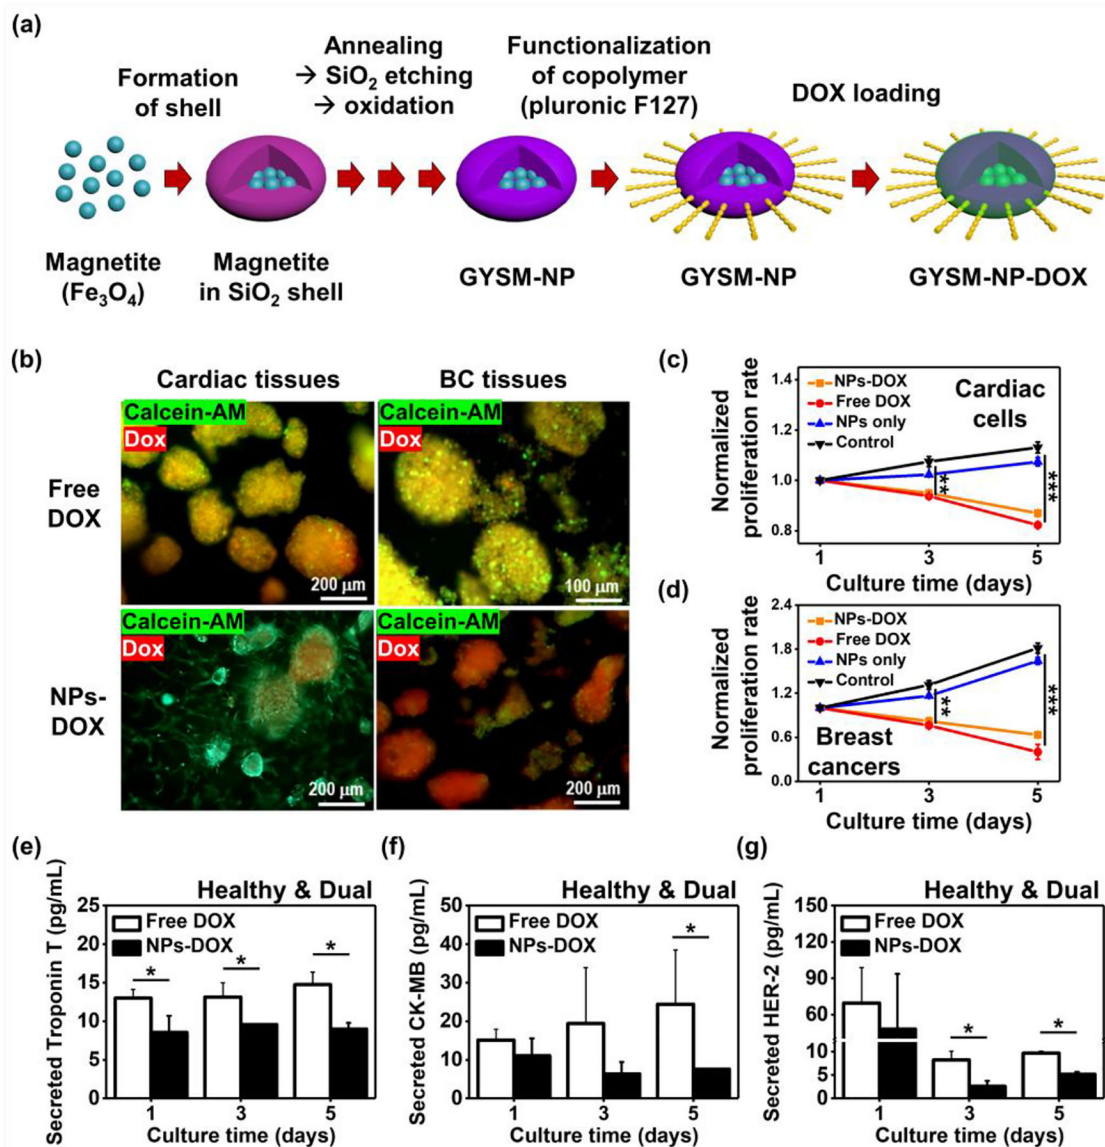 (a)
Formation
of shell
Annealing
→ SiO₂ etching
→ oxidation
Functionalization
of copolymer
(pluronic F127)
DOX loading
Magnetite
(Fe₃O₄)
Magnetite
in SiO₂ shell
GYSM-NP
GYSM-NP
GYSM-NP-DOX
(b)
Cardiac tissues
BC tissues
Free
DOX
Calcein-AM
Dox
200 μm
Calcein-AM
Dox
100 μm
NPs-
DOX
Calcein-AM
Dox
200 μm
Calcein-AM
Dox
200 μm
(c)
Normalized
proliferation rate
1.4
1.2
1.0
0.8
NPs-DOX
Free DOX
NPs only
Control
Cardiac
cells
**
***
1 3 5
Culture time (days)
(d)
Normalized
proliferation rate
2.4
1.8
1.2
0.6
0.0
NPs-DOX
Free DOX
NPs only
Control
Breast
cancers
**
***
1 3 5
Culture time (days)
(e)
Healthy & Dual
Secreted Troponin T (pg/mL)
25
20
15
10
5
0
Free DOX
NPs-DOX
* * *
1 3 5
Culture time (days)
(f)
Healthy & Dual
Secreted CK-MB (pg/mL)
50
40
30
20
10
0
Free DOX
NPs-DOX
*
1 3 5
Culture time (days)
(g)
Healthy & Dual
Secreted HER-2 (pg/mL)
150
120
90
60
10
5
0
Free DOX
NPs-DOX
* *
1 3 5
Culture time (days)